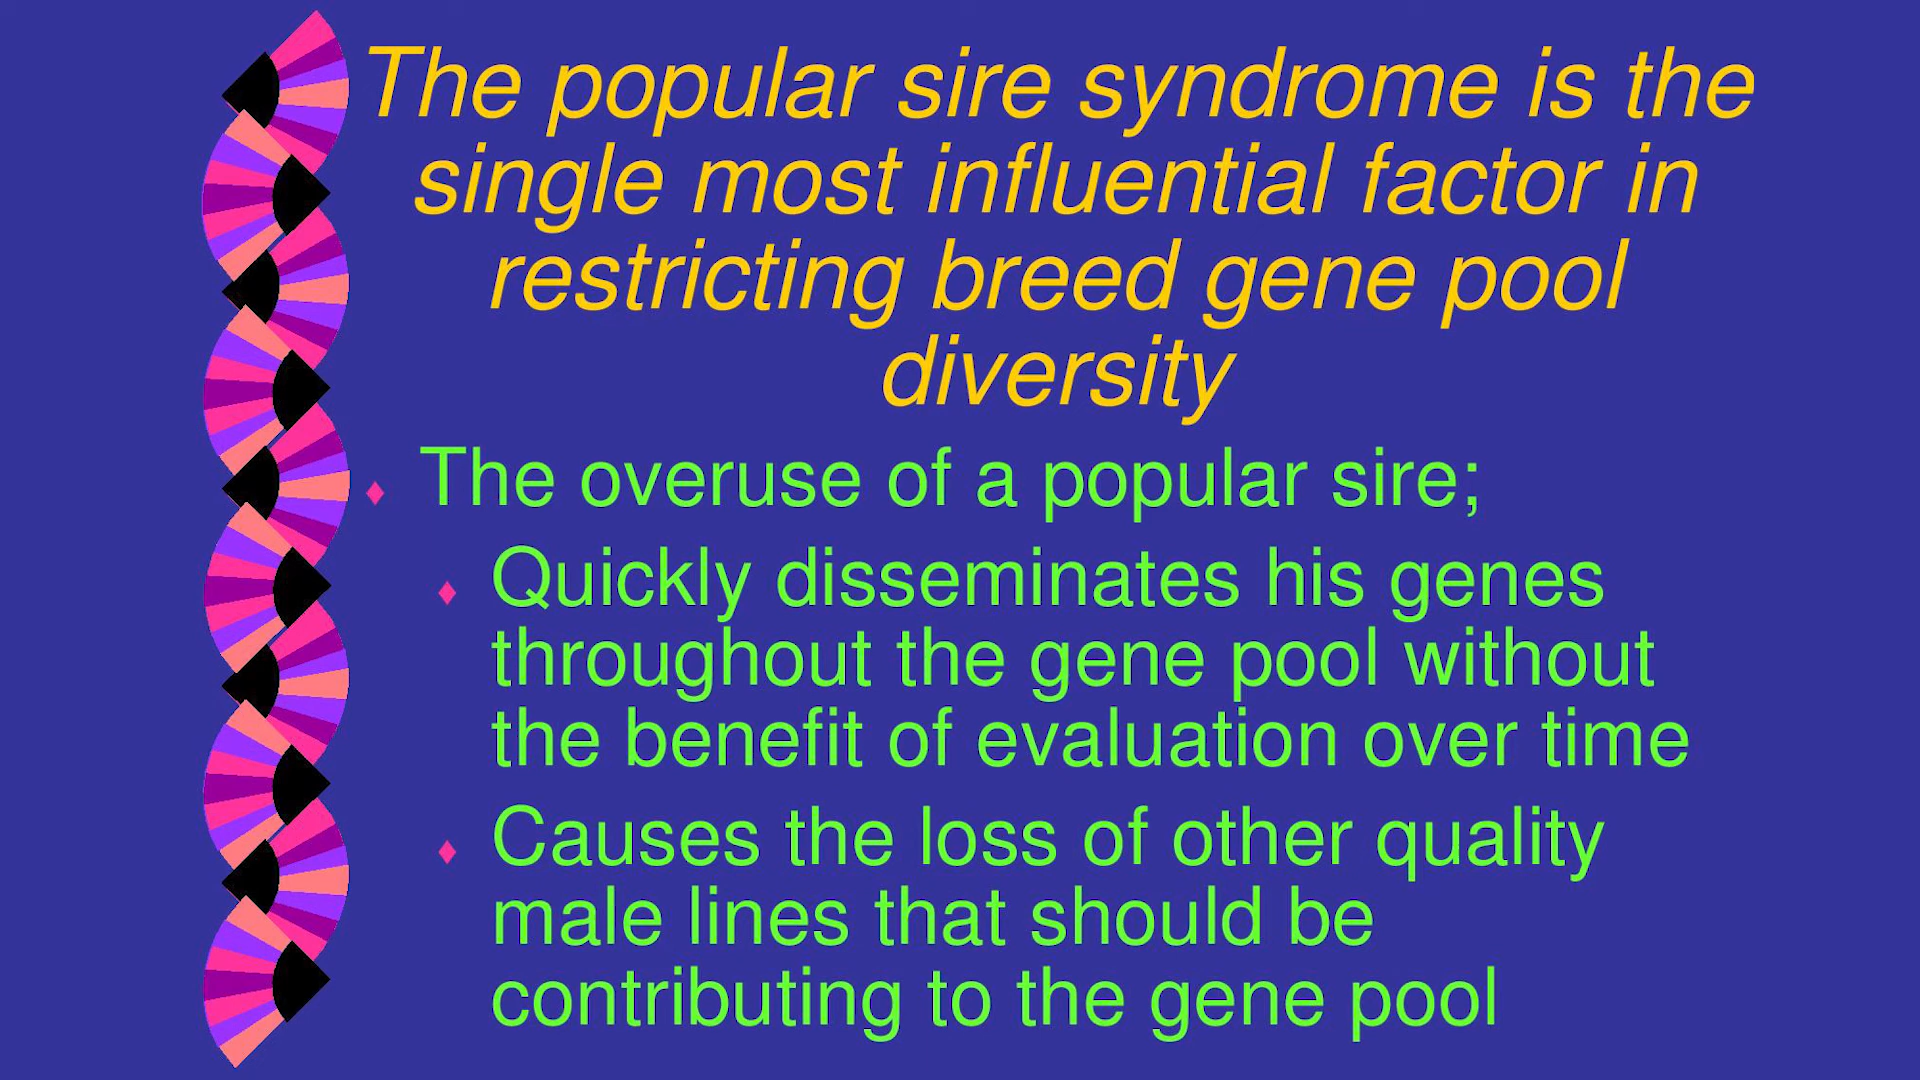 The popular sire syndrome is the
single most influential factor in
restricting breed gene pool
diversity
The overuse of a popular sire;
Quickly disseminates his genes
throughout the gene pool without
the benefit of evaluation over time
Causes the loss of other quality
male lines that should be
contributing to the gene pool